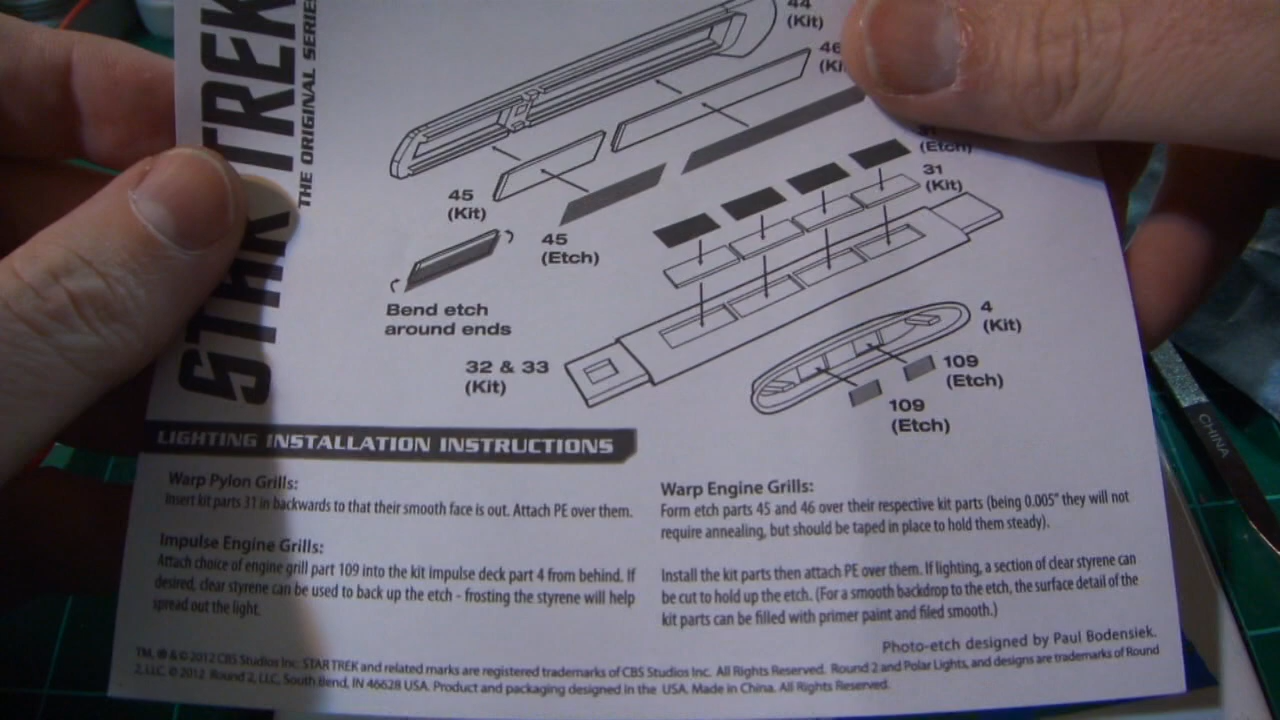 STAR TREK
THE ORIGINAL SERIES
44
(Kit)
46
31
(Etch)
31
(Kit)
45
(Kit)
45
(Etch)
Bend etch
around ends
32 & 33
(Kit)
4
(Kit)
109
(Etch)
109
(Etch)
LIGHTING INSTALLATION INSTRUCTIONS
Warp Pylon Grills:
Insert kit parts 31 in backwards to that their smooth face is out. Attach PE over them.
Impulse Engine Grills:
Attach choice of engine grill part 109 into the kit impulse deck part 4 from behind. If
desired, clear styrene can be used to back up the etch - frosting the styrene will help
spread out the light.
Warp Engine Grills:
Form etch parts 45 and 46 over their respective kit parts (being 0.005" they will not
require annealing, but should be taped in place to hold them steady).
Install the kit parts then attach PE over them. If lighting, a section of clear styrene can
be cut to hold up the etch. (For a smooth backdrop to the etch, the surface detail of the
kit parts can be filled with primer paint and filed smooth.)
Photo-etch designed by Paul Bodensiek.
TM, ® & © 2012 CBS Studios Inc. STAR TREK and related marks are registered trademarks of CBS Studios Inc. All Rights Reserved. Round 2 and Polar Lights, and designs are trademarks of Round
2, LLC. © 2012 Round 2, LLC, South Bend, IN 46628 USA. Product and packaging designed in the USA. Made in China. All Rights Reserved.
CHINA